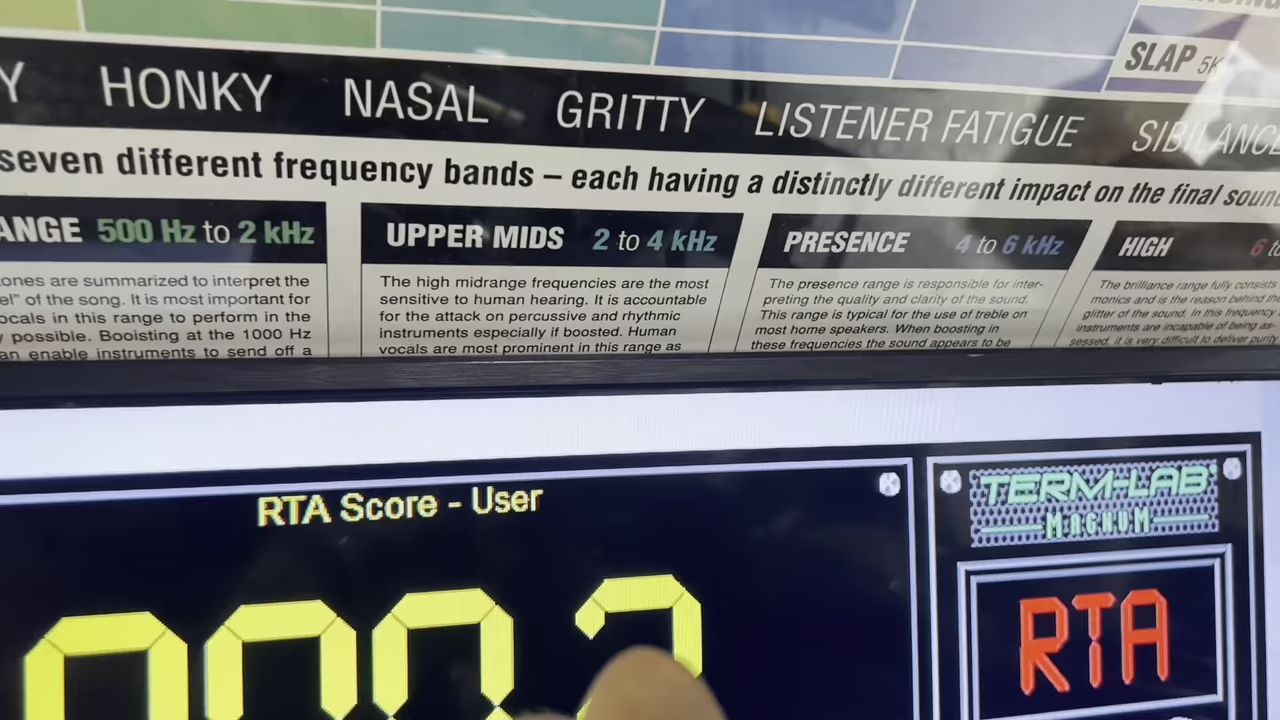 SLAP 5K
HONKY NASAL GRITTY LISTENER FATIGUE SIBILANCE
seven different frequency bands – each having a distinctly different impact on the final sound
500 Hz to 2 kHz
UPPER MIDS 2 to 4 kHz
PRESENCE 4 to 6 kHz
HIGH 6
ones are summarized to interpret the
of the song. It is most important for
in this range to perform in the
possible. Booisting at the 1000 Hz
an enable instruments to send off a
The high midrange frequencies are the most
sensitive to human hearing. It is accountable
for the attack on percussive and rhythmic
instruments especially if boosted. Human
vocals are most prominent in this range as
The presence range is responsible for inter-
preting the quality and clarity of the sound.
This range is typical for the use of treble on
most home speakers. When boosting in
these frequencies the sound appears to be
The brilliance range fully consists
monics and is the reason behind the
glitter of the sound. In this frequency
instruments are incapable of being as-
sessed, it is very difficult to deliver purity
RTA Score - User
TERM-LAB
MAGNUM
RTA